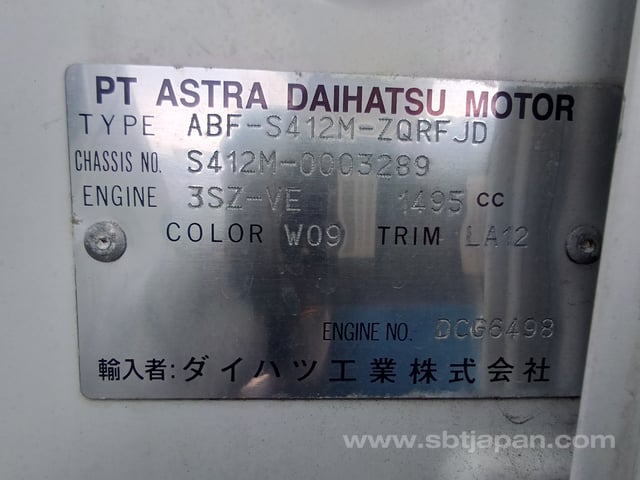 PT ASTRA DAIHATSU MOTOR
TYPE ABF-S412M-ZQRFJD
CHASSIS NO. S412M-0003289
ENGINE 3SZ-VE 1495 cc
COLOR W09 TRIM LA12
ENGINE NO. DCG6498
輸入者:ダイハツ工業株式会社
www.sbtjapan.com